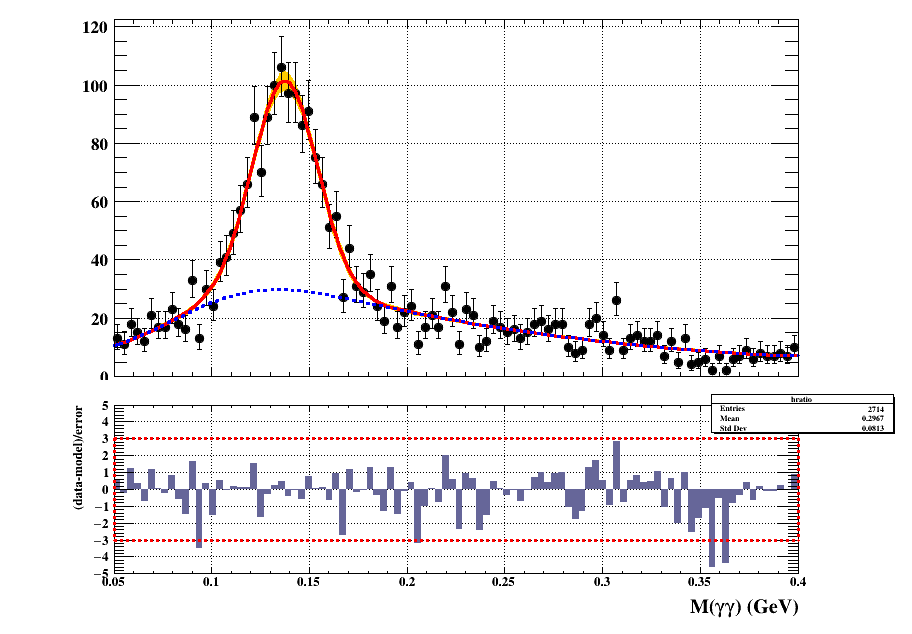 120
100
80
60
40
20
0
hratio
Entries 2714
Mean 0.2967
Std Dev 0.0813
(data-model)/error
5
4
3
2
1
0
−1
−2
−3
−4
−5
0.05 0.1 0.15 0.2 0.25 0.3 0.35 0.4
M(γγ) (GeV)